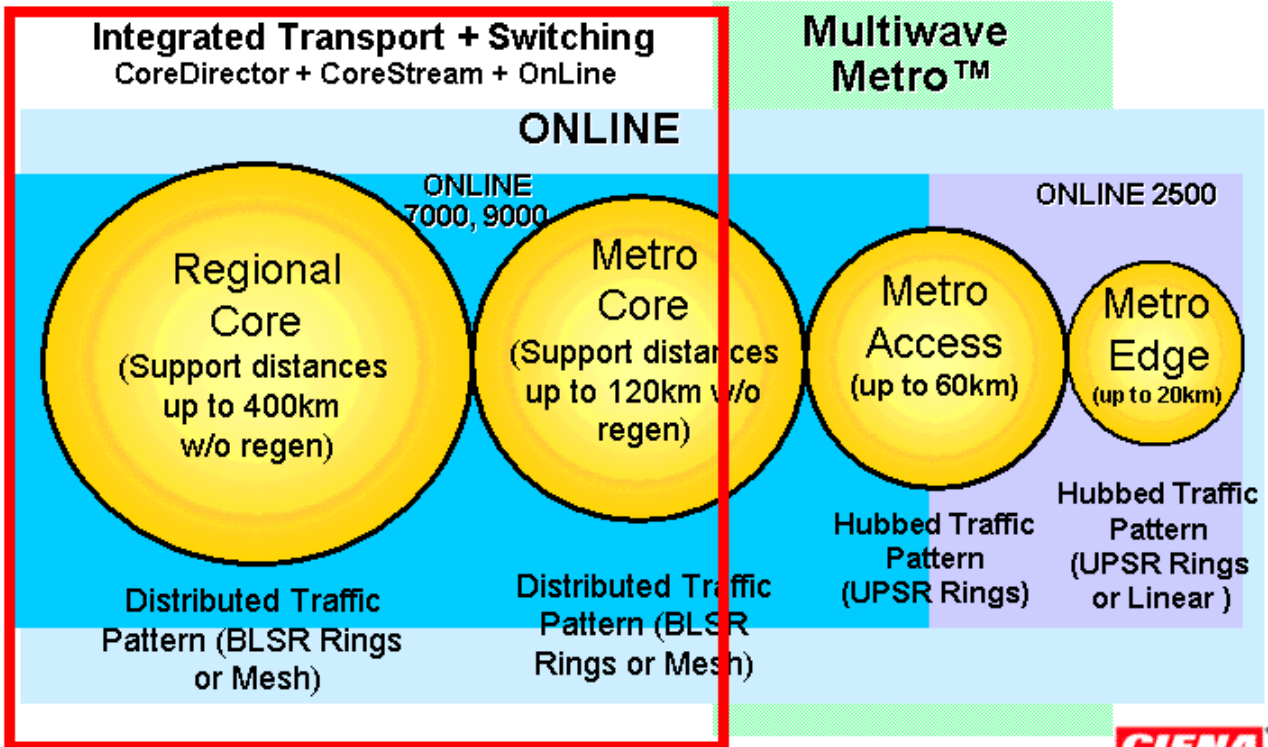 Integrated Transport + Switching
CoreDirector + CoreStream + OnLine
Multiwave
Metro™
ONLINE
ONLINE
7000, 9000
ONLINE 2500
Regional
Core
(Support distances
up to 400km
w/o regen)
Metro
Core
(Support distances
up to 120km w/o
regen)
Metro
Access
(up to 60km)
Metro
Edge
(up to 20km)
Distributed Traffic
Pattern (BLSR Rings
or Mesh)
Distributed Traffic
Pattern (BLSR
Rings or Mesh)
Hubbed Traffic
Pattern
(UPSR Rings)
Hubbed Traffic
Pattern
(UPSR Rings
or Linear )
CIENA